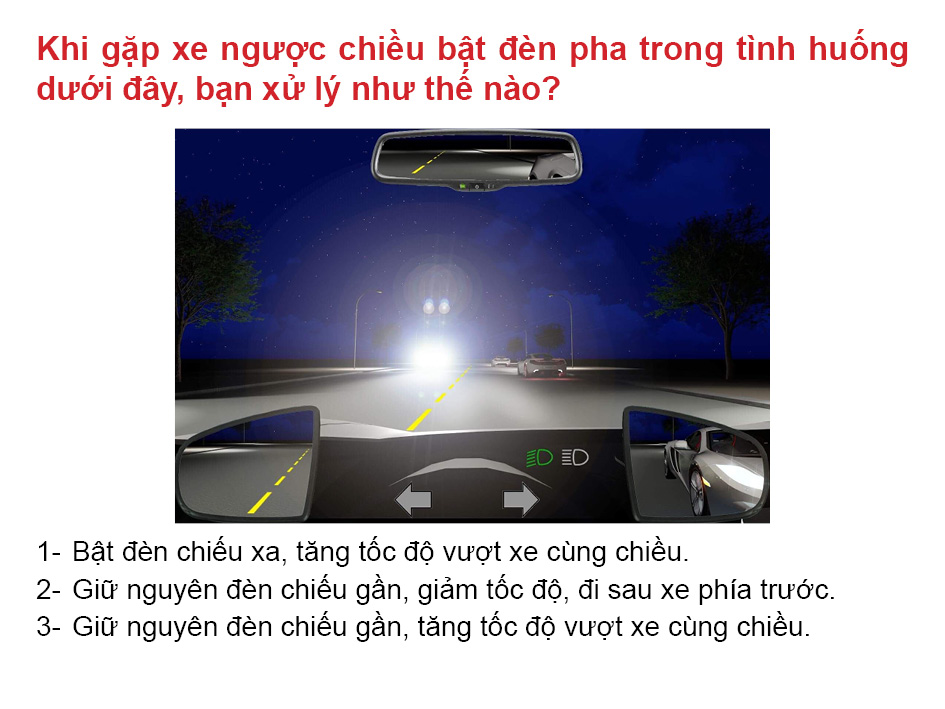 Khi gặp xe ngược chiều bật đèn pha trong tình huống
dưới đây, bạn xử lý như thế nào?
1- Bật đèn chiếu xa, tăng tốc độ vượt xe cùng chiều.
2- Giữ nguyên đèn chiếu gần, giảm tốc độ, đi sau xe phía trước.
3- Giữ nguyên đèn chiếu gần, tăng tốc độ vượt xe cùng chiều.